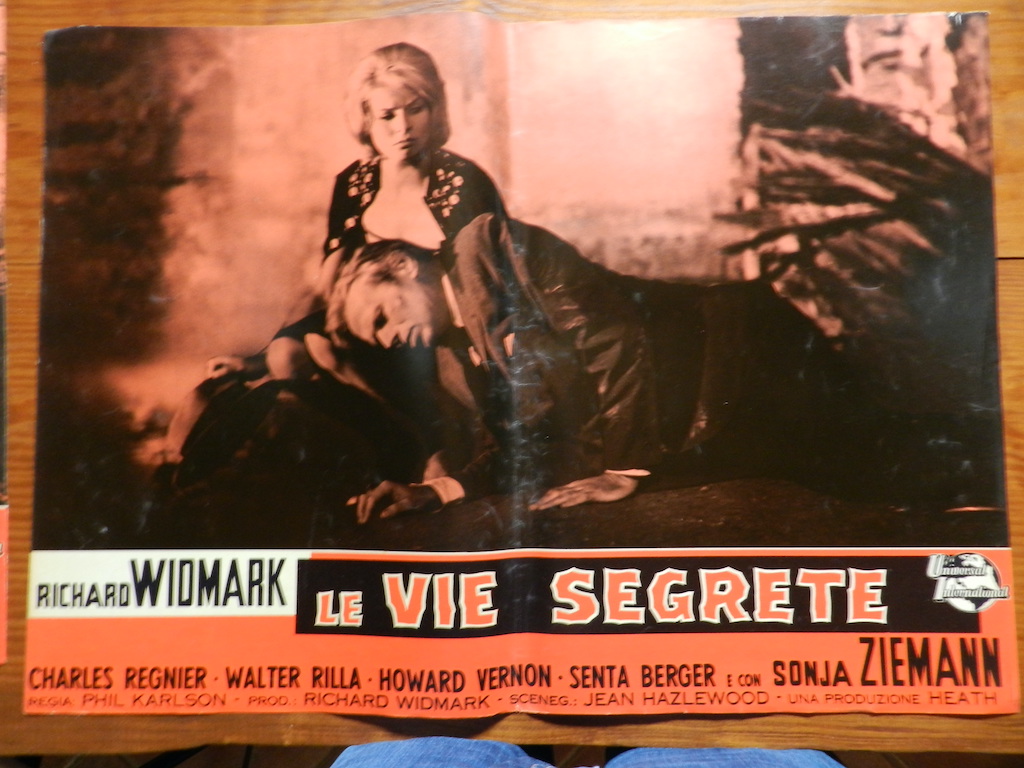 RICHARD WIDMARK LE VIE SEGRETE Universal International
CHARLES REGNIER · WALTER RILLA · HOWARD VERNON · SENTA BERGER E CON SONJA ZIEMANN
REGIA PHIL KARLSON - PROD.: RICHARD WIDMARK - SCENEG.: JEAN HAZLEWOOD - UNA PRODUZIONE HEATH